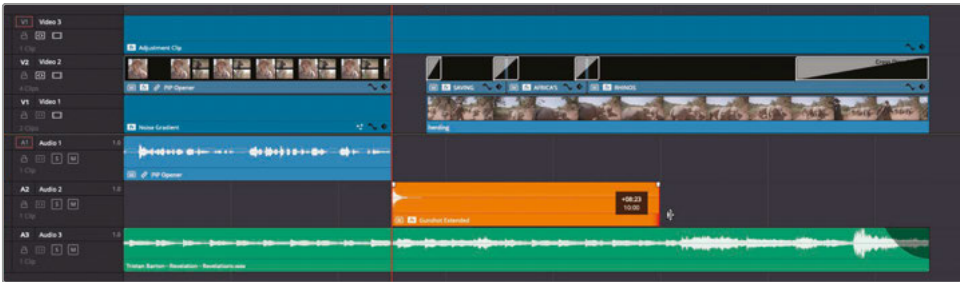 V1 Video 3
1 Clip
Adjustment Clip
V2 Video 2
4 Clips
PIP Opener
SAVING
AFRICA'S
RHINOS
V1 Video 1
2 Clips
Noise Gradient
herding
A1 Audio 1 1.0
S M
1 Clip
PIP Opener
A2 Audio 2 1.0
S M
1 Clip
+08:23
10:00
Gunshot Extended
A3 Audio 3 1.0
S M
1 Clip
Tristan Barton - Revelation - Revelations.wav